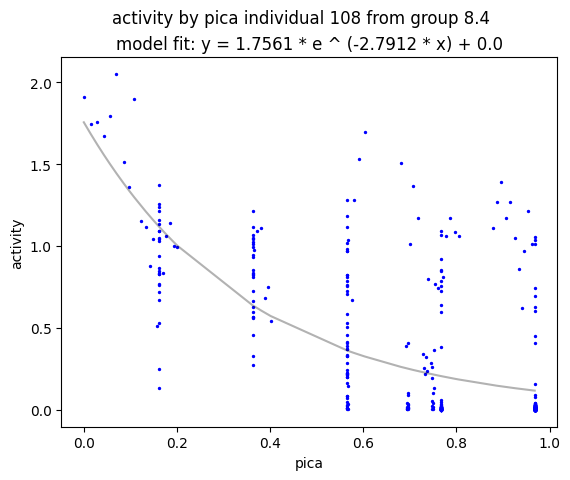 activity by pica individual 108 from group 8.4
model fit: y = 1.7561 * e ^ (-2.7912 * x) + 0.0
2.0
1.5
1.0
0.5
0.0
activity
0.0 0.2 0.4 0.6 0.8 1.0
pica